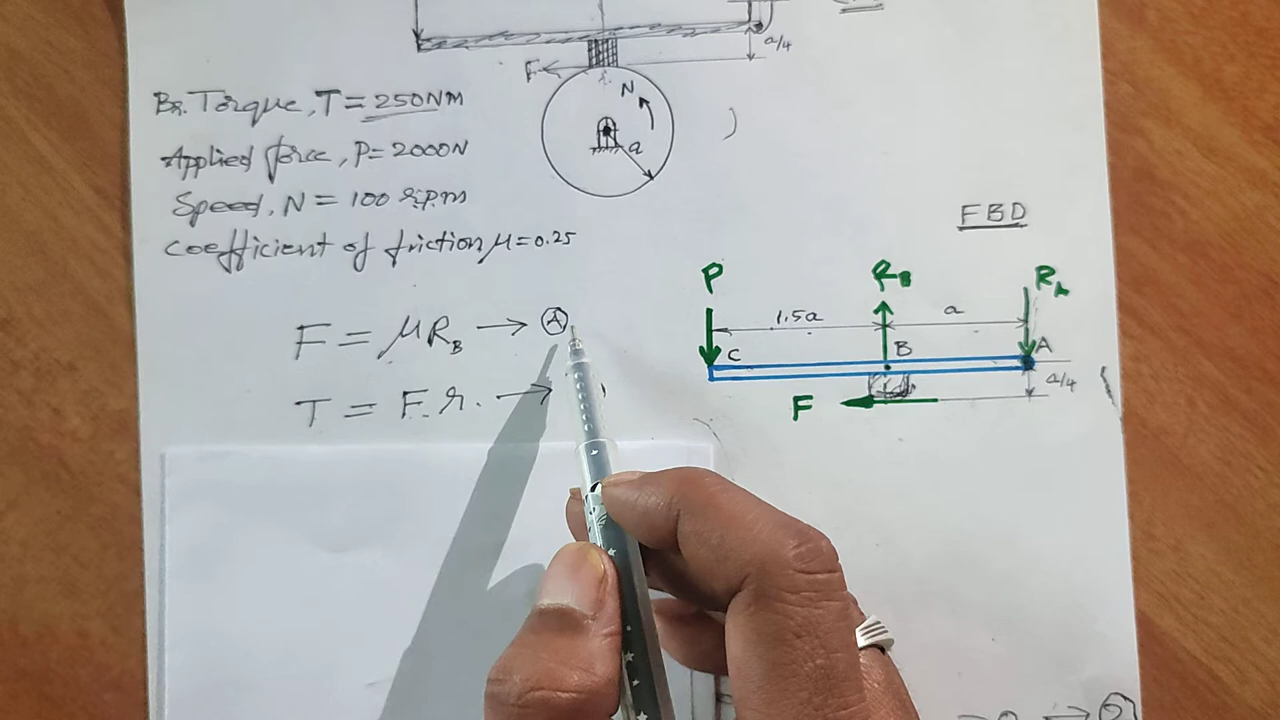 a/4
F
N
a
Br. Torque, T = 250NM
Applied force, P = 2000N
Speed, N = 100 r.p.m
Coefficient of friction μ = 0.25
F = μR_B → Ⓐ
T = F. r. →
FBD
P
R_B
R_A
1.5a
a
C
B
A
a/4
F
→ ②